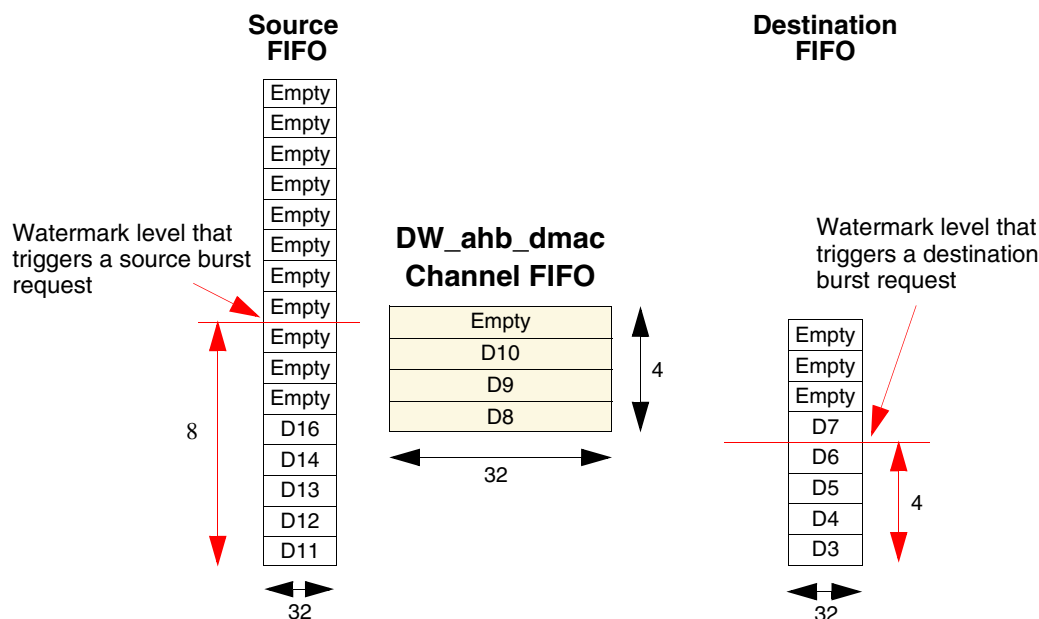 Source
FIFO
Destination
FIFO
Empty
Empty
Empty
Empty
Empty
Empty
Empty
Empty
Empty
Empty
Empty
D16
D14
D13
D12
D11
Watermark level that
triggers a source burst
request
8
32
DW_ahb_dmac
Channel FIFO
Empty
D10
D9
D8
4
32
Watermark level that
triggers a destination
burst request
Empty
Empty
Empty
D7
D6
D5
D4
D3
4
32